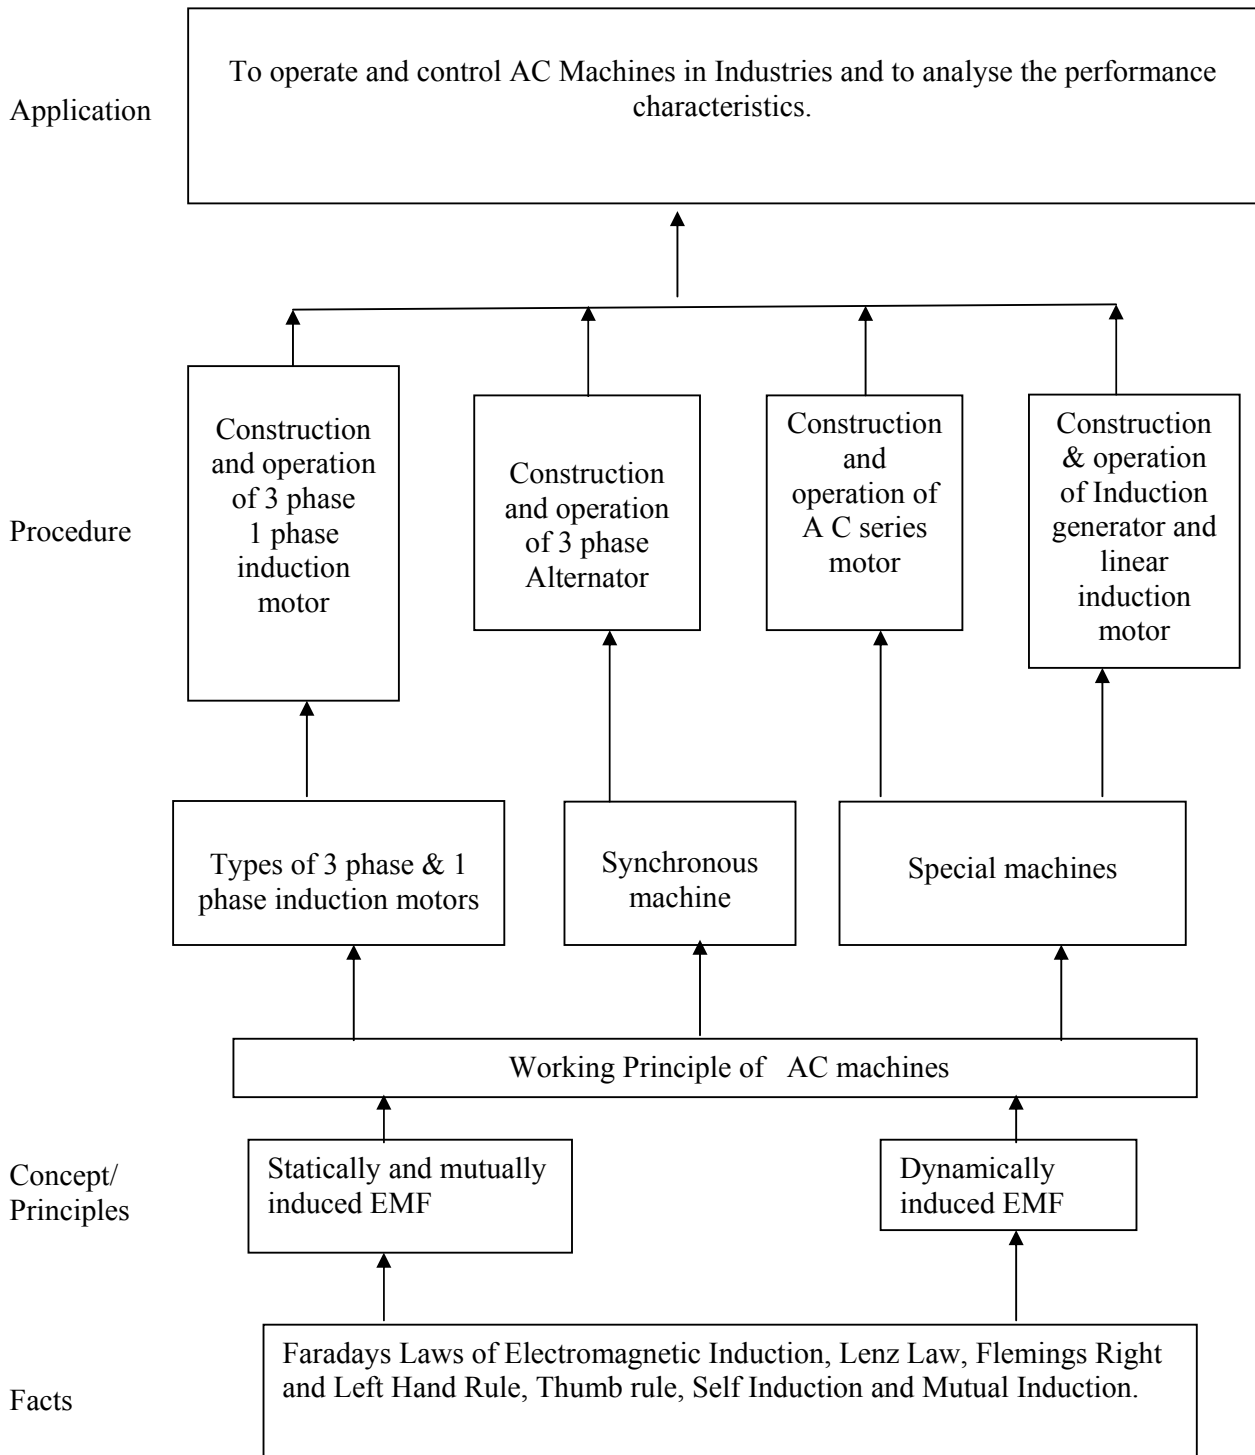 To operate and control AC Machines in Industries and to analyse the performance
characteristics.
Application
Construction
and operation
of 3 phase
1 phase
induction
motor
Construction
and operation
of 3 phase
Alternator
Construction
and
operation of
A C series
motor
Construction
& operation
of Induction
generator and
linear
induction
motor
Procedure
Types of 3 phase & 1
phase induction motors
Synchronous
machine
Special machines
Working Principle of AC machines
Concept/
Principles
Statically and mutually
induced EMF
Dynamically
induced EMF
Faradays Laws of Electromagnetic Induction, Lenz Law, Flemings Right
and Left Hand Rule, Thumb rule, Self Induction and Mutual Induction.
Facts